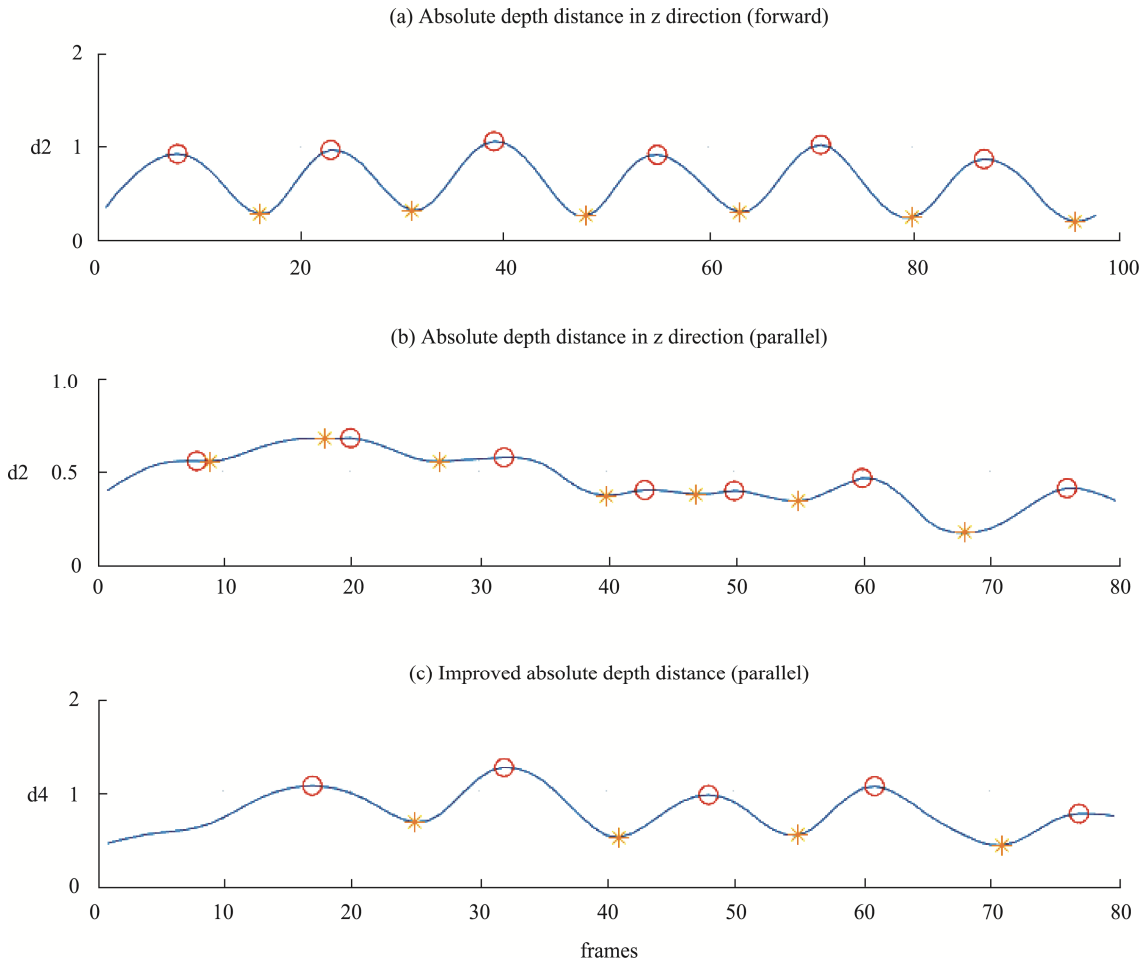 (a) Absolute depth distance in z direction (forward)
2
d2
1
0
0 20 40 60 80 100
(b) Absolute depth distance in z direction (parallel)
1.0
d2
0.5
0
0 10 20 30 40 50 60 70 80
(c) Improved absolute depth distance (parallel)
2
d4
1
0
0 10 20 30 40 50 60 70 80
frames